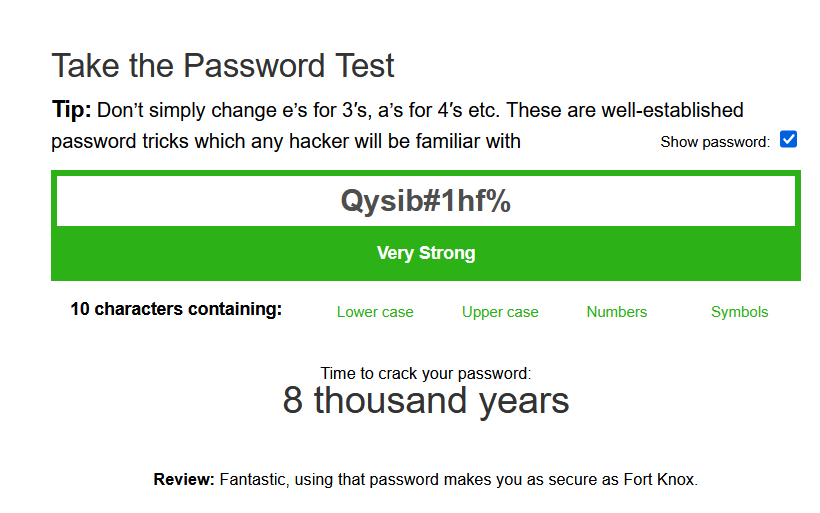 Take the Password Test
Tip: Don’t simply change e’s for 3′s, a’s for 4′s etc. These are well-established
password tricks which any hacker will be familiar with
Show password:
Qysib#1hf%
Very Strong
10 characters containing:
Lower case
Upper case
Numbers
Symbols
Time to crack your password:
8 thousand years
Review: Fantastic, using that password makes you as secure as Fort Knox.